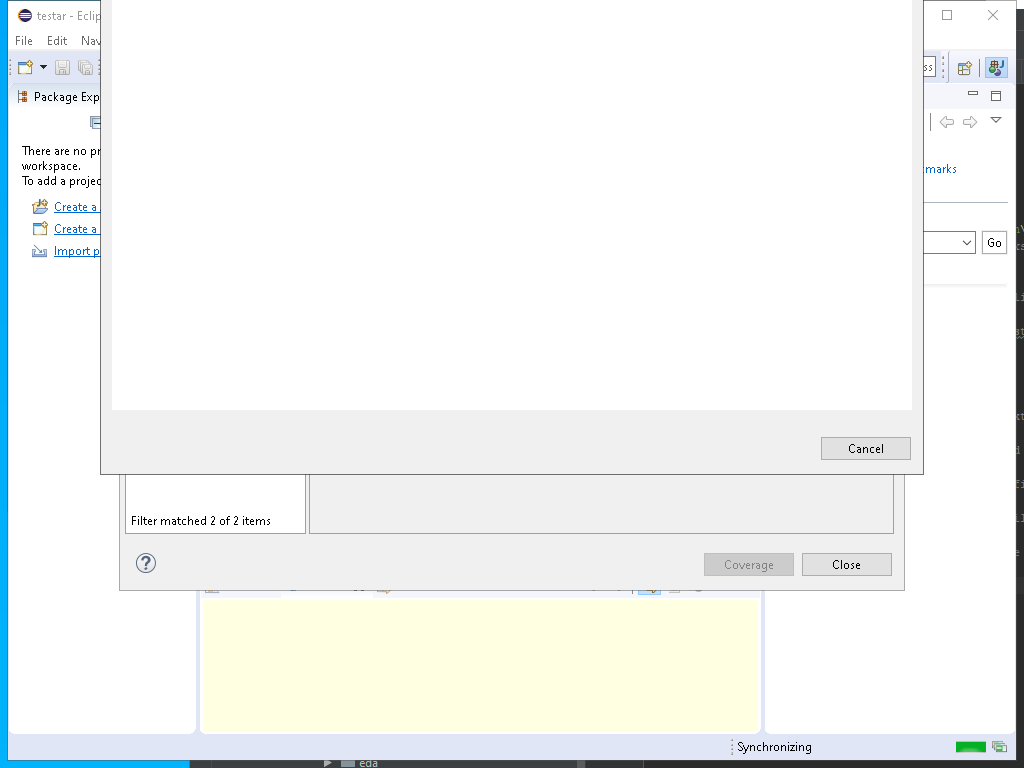 testar - Eclip
File Edit Nav
ss
Package Exp
There are no pr
workspace.
To add a projec
marks
Create a
Create a
Import p
Go
Cancel
Filter matched 2 of 2 items
Coverage
Close
Synchronizing
eda